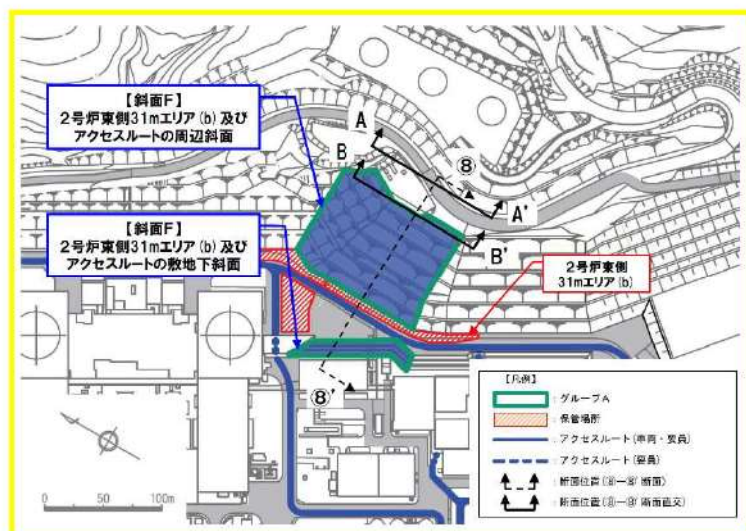 【斜面F】
2号炉東側31mエリア(b)及び
アクセスルートの周辺斜面
【斜面F】
2号炉東側31mエリア(b)及び
アクセスルートの敷地下斜面
A
B
⑧
A'
B'
2号炉東側
31mエリア(b)
⑧'
0 50 100m
【凡例】
:グループA
:保管場所
:アクセスルート(車両・要員)
:アクセスルート(要員)
:断面位置(⑧-⑧'断面)
:断面位置(⑧-⑧'断面直交)